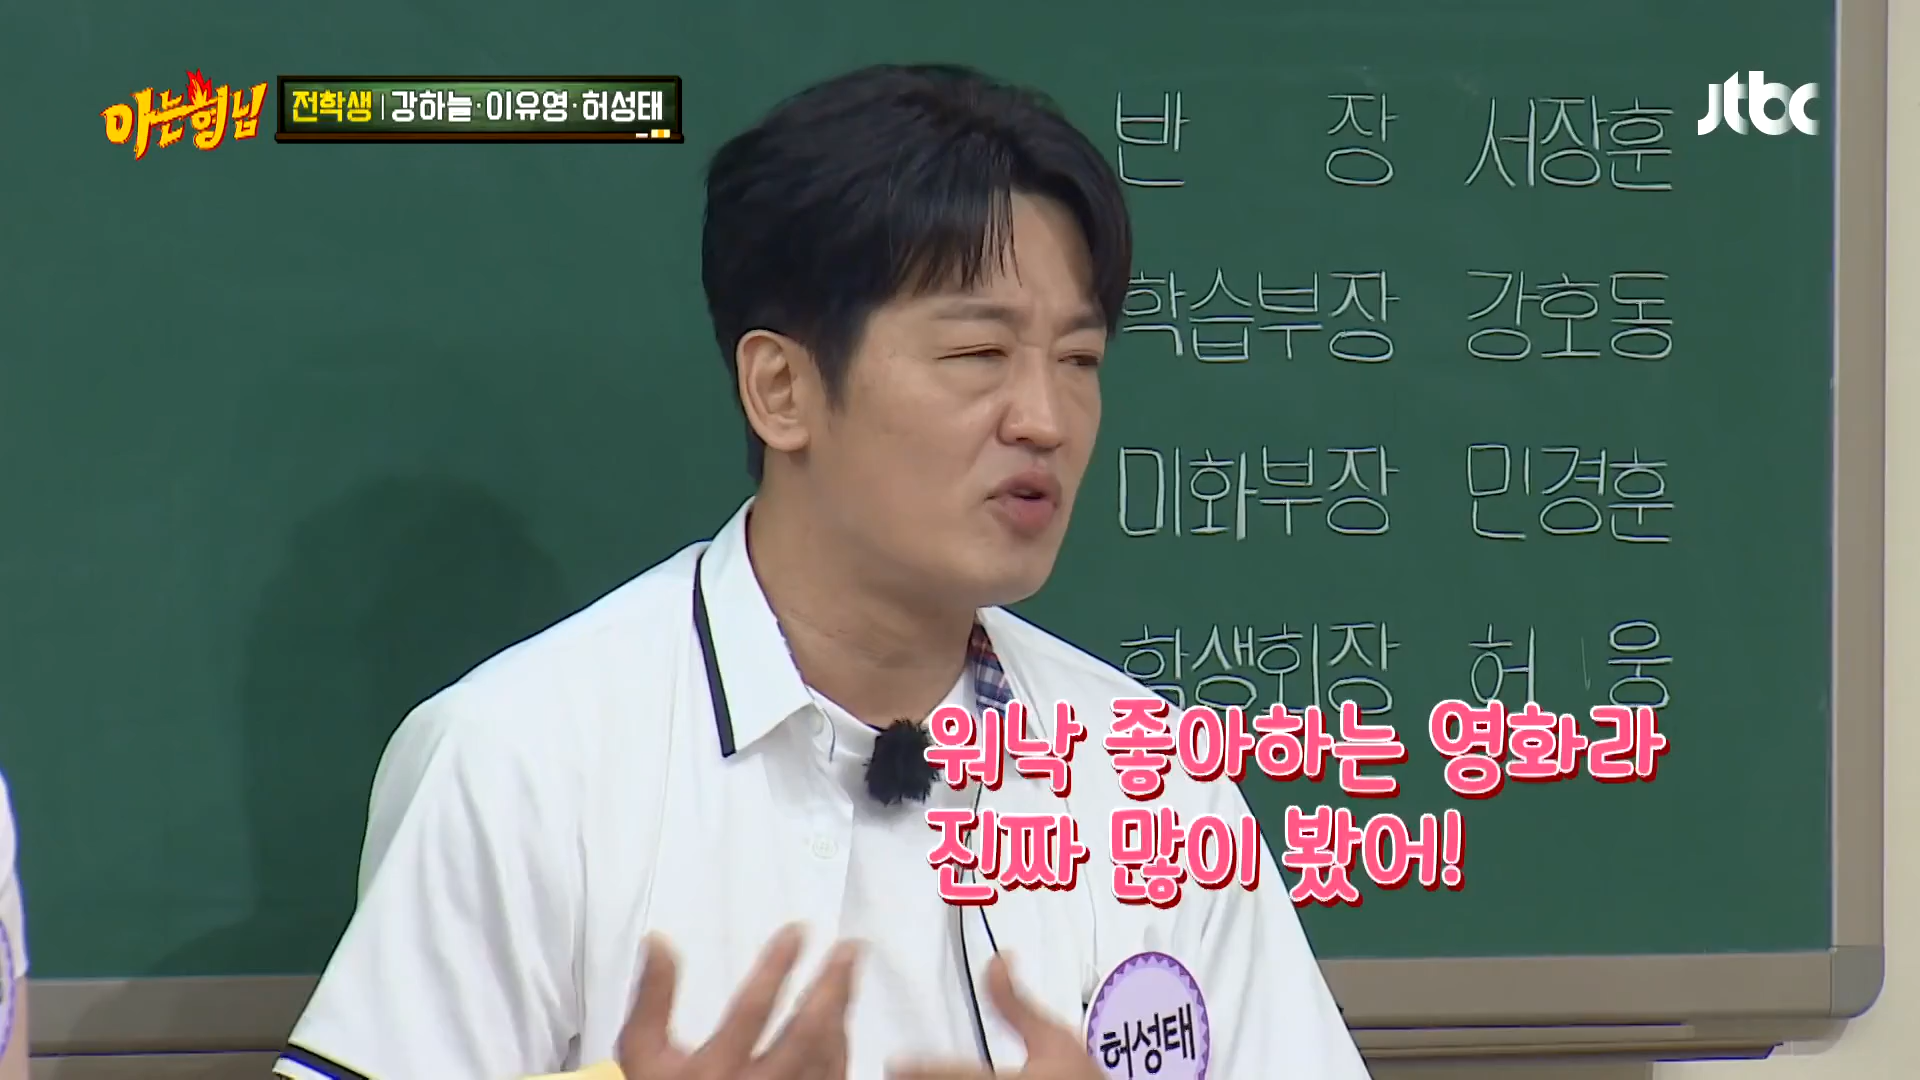 아는형님
전학생 | 강하늘·이유영·허성태
jtbc
반 장 서장훈
학습부장 강호동
미화부장 민경훈
학생회장 허 웅
워낙 좋아하는 영화라
진짜 많이 봤어!
허성태